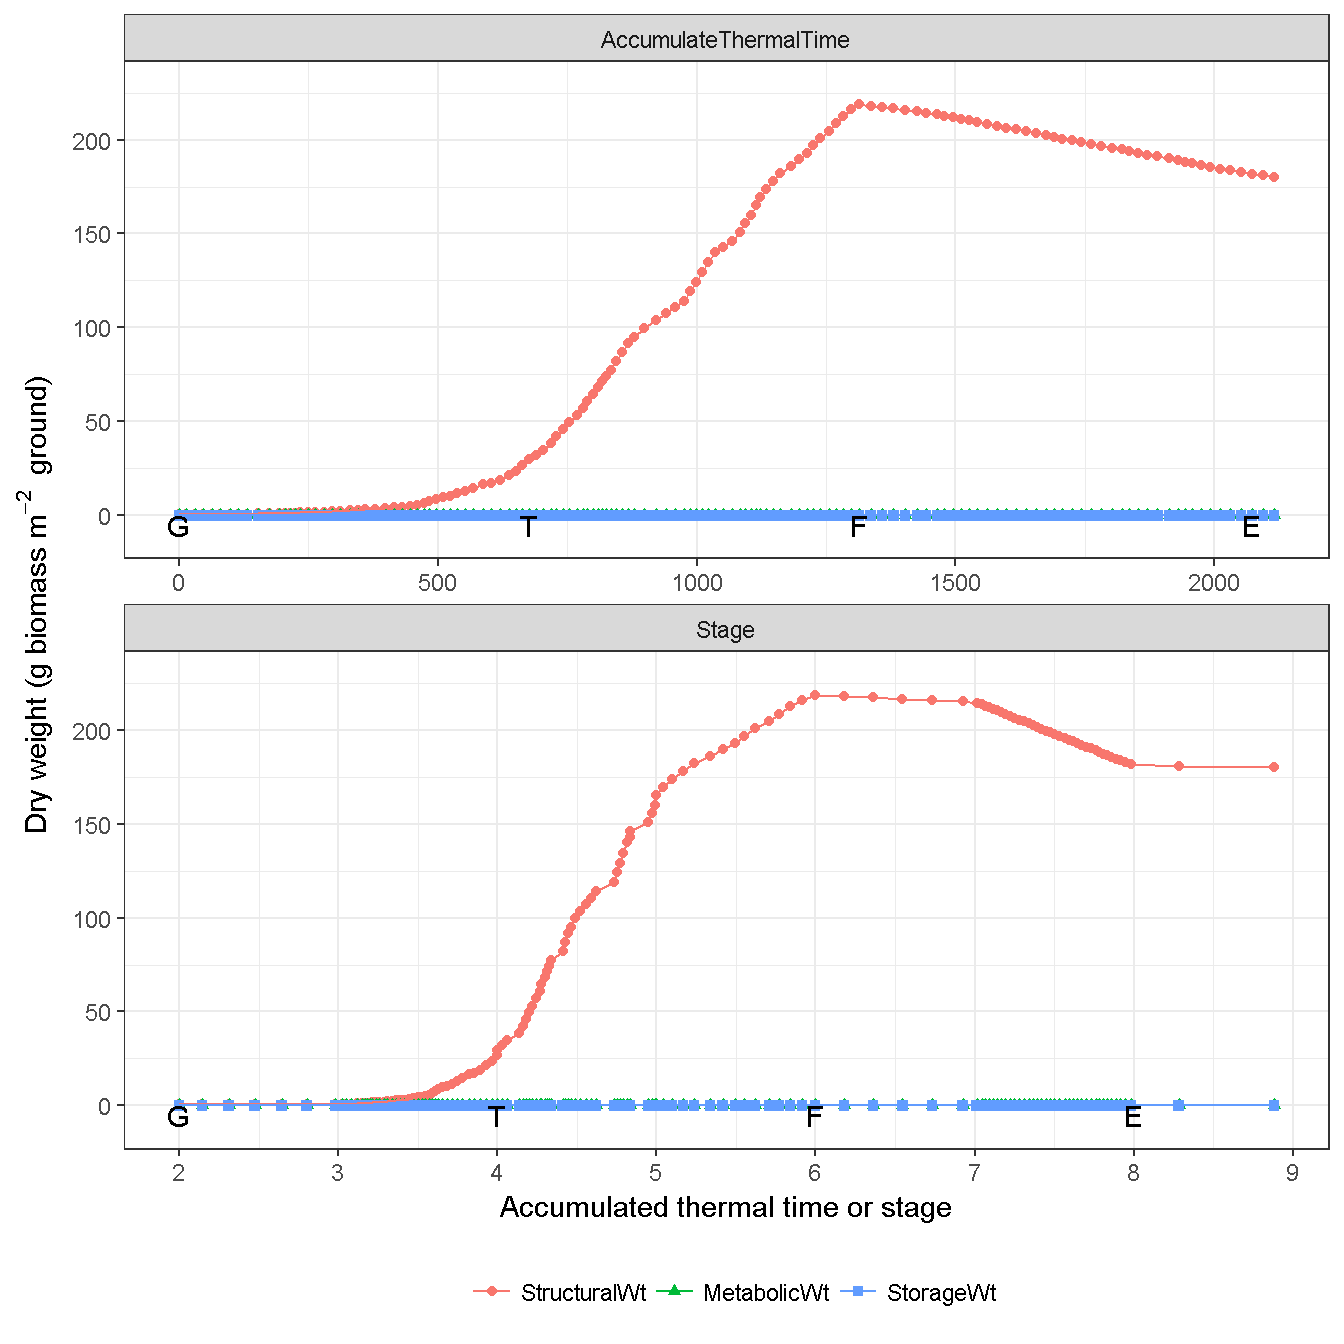 AccumulateThermalTime
200
150
100
50
0
G T F E
0 500 1000 1500 2000
Stage
200
150
100
50
0
G T F E
2 3 4 5 6 7 8 9
Dry weight (g biomass m⁻² ground)
Accumulated thermal time or stage
StructuralWt MetabolicWt StorageWt